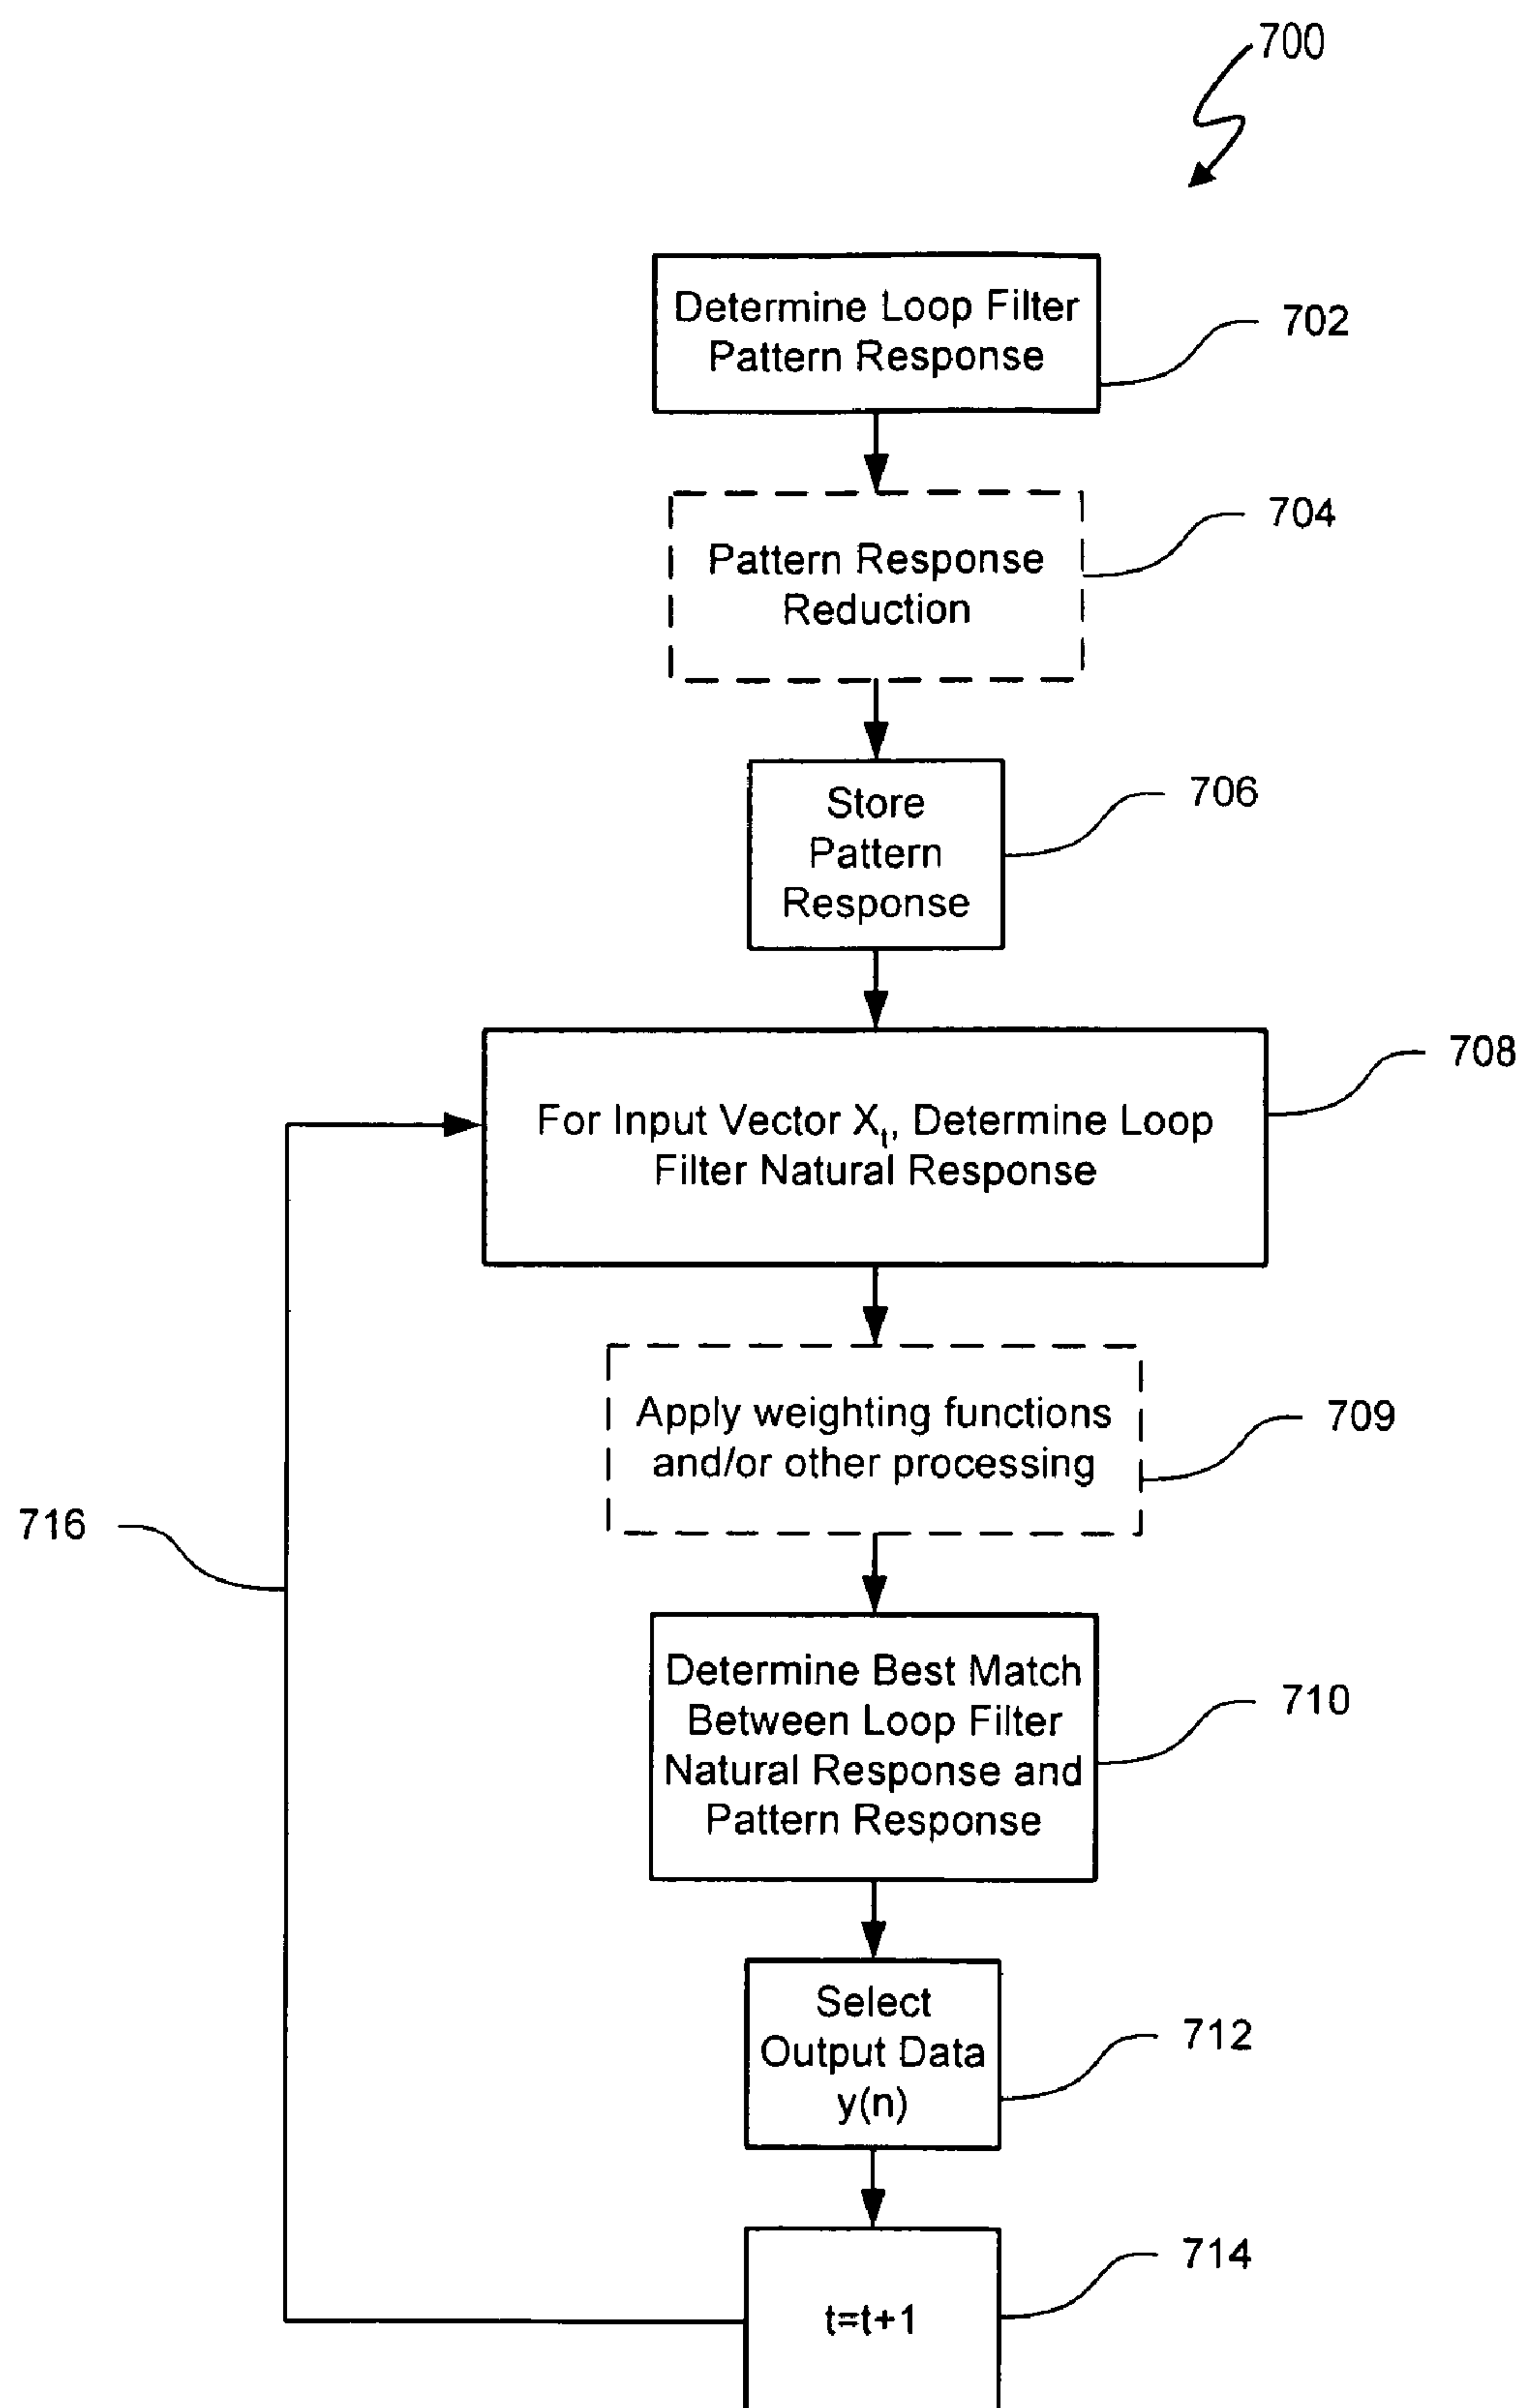 700
Determine Loop Filter
Pattern Response
702
704
Pattern Response
Reduction
706
Store
Pattern
Response
708
For Input Vector Xt, Determine Loop
Filter Natural Response
709
Apply weighting functions
and/or other processing
716
Determine Best Match
Between Loop Filter
Natural Response and
Pattern Response
710
Select
Output Data
y(n)
712
714
t=t+1